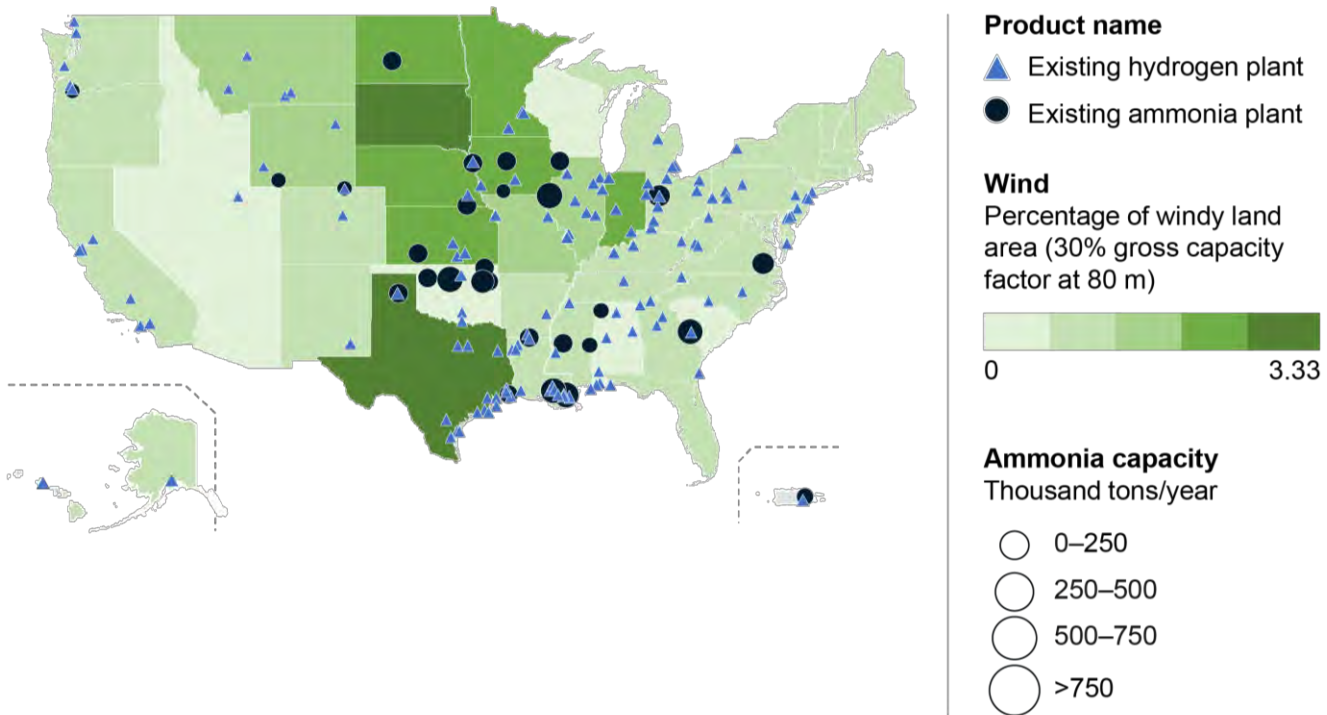 Product name
Existing hydrogen plant
Existing ammonia plant
Wind
Percentage of windy land
area (30% gross capacity
factor at 80 m)
0 3.33
Ammonia capacity
Thousand tons/year
0–250
250–500
500–750
>750